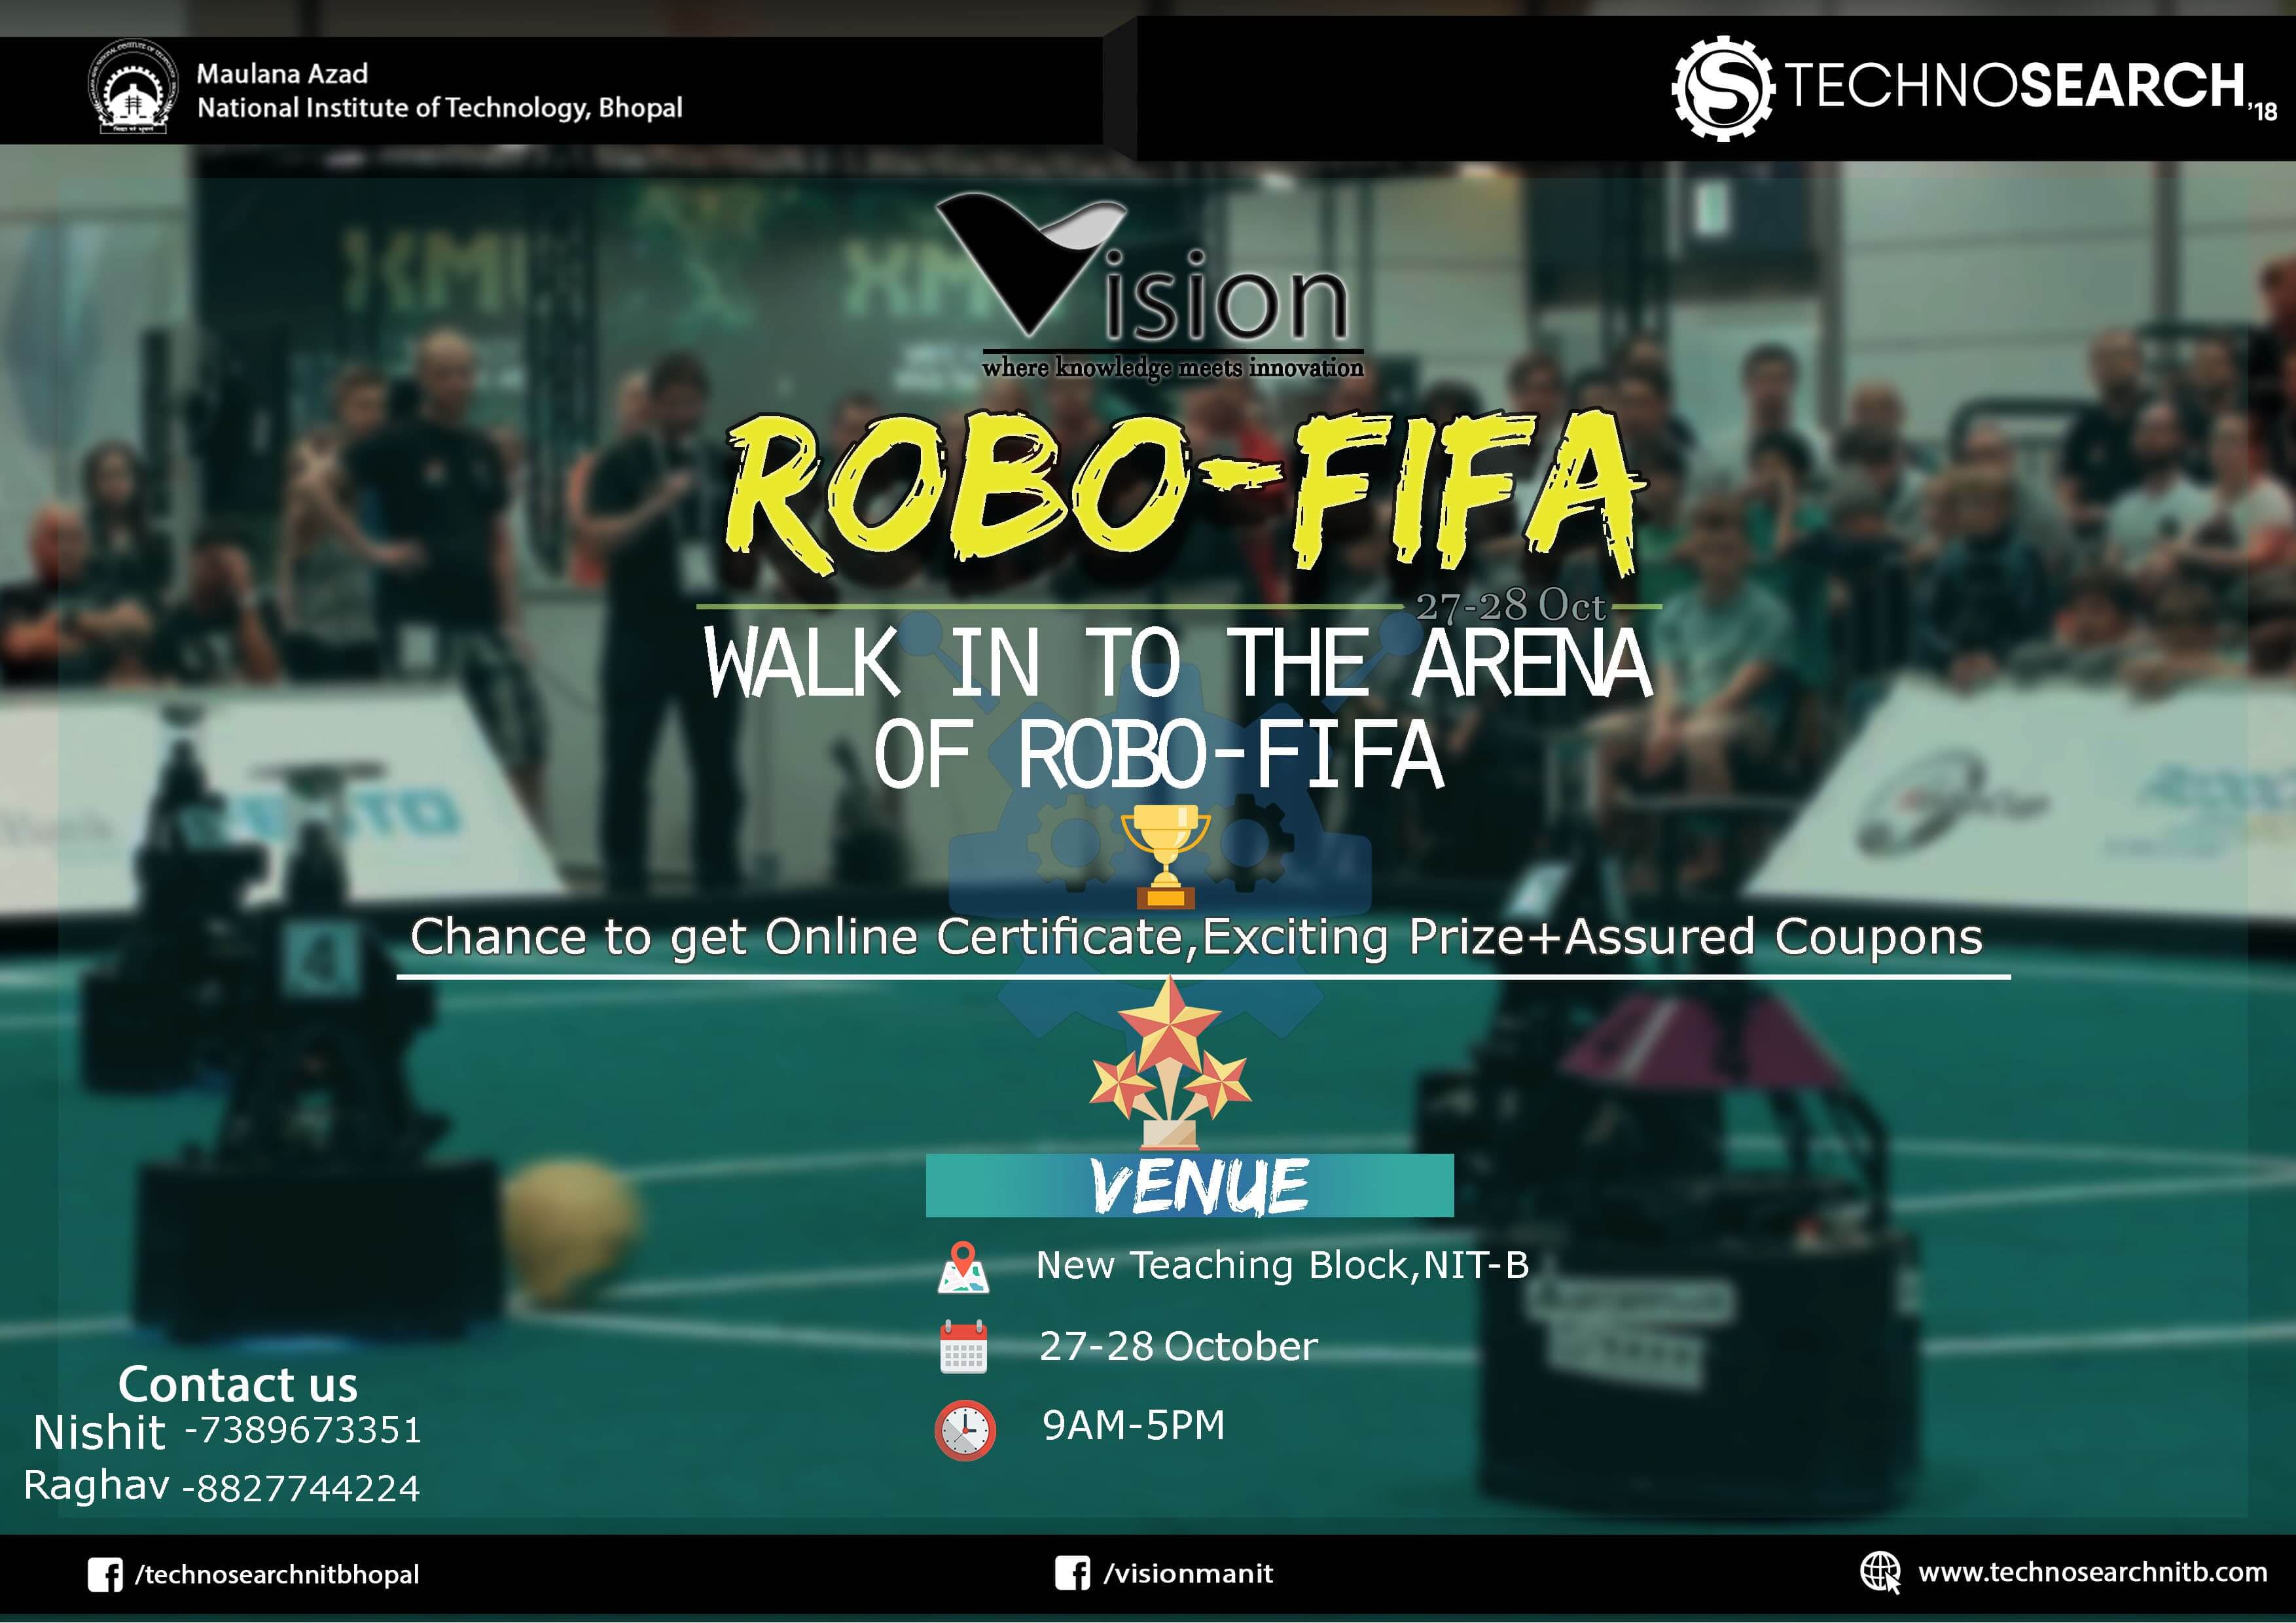 Maulana Azad
National Institute of Technology, Bhopal
TECHNOSEARCH,'18
Vision
where knowledge meets innovation
ROBO-FIFA
27-28 Oct
WALK IN TO THE ARENA
OF ROBO-FIFA
Chance to get Online Certificate,Exciting Prize+Assured Coupons
VENUE
New Teaching Block,NIT-B
27-28 October
9AM-5PM
4
Contact us
Nishit -7389673351
Raghav -8827744224
/technosearchnitbhopal
/visionmanit
www.technosearchnitb.com